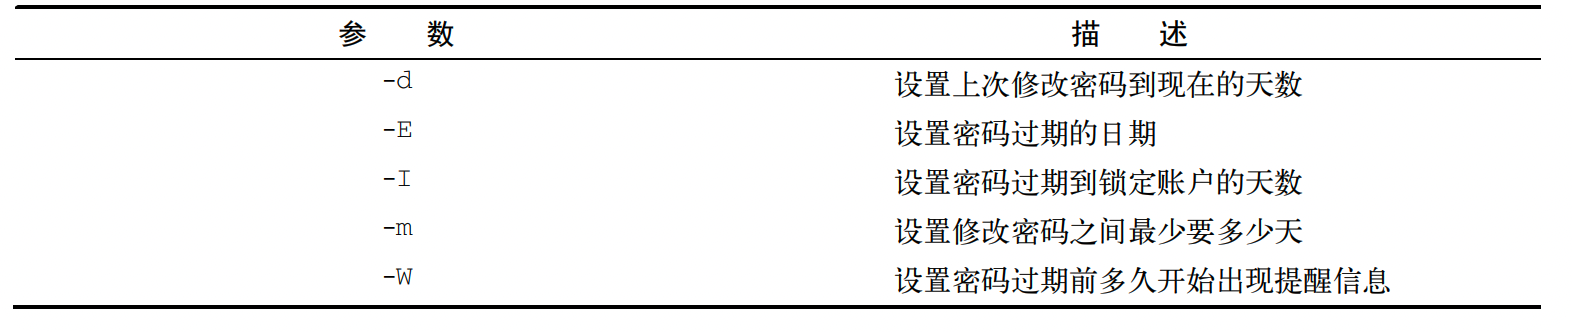 参 数 描 述
-d 设置上次修改密码到现在的天数
-E 设置密码过期的日期
-I 设置密码过期到锁定账户的天数
-m 设置修改密码之间最少要多少天
-W 设置密码过期前多久开始出现提醒信息